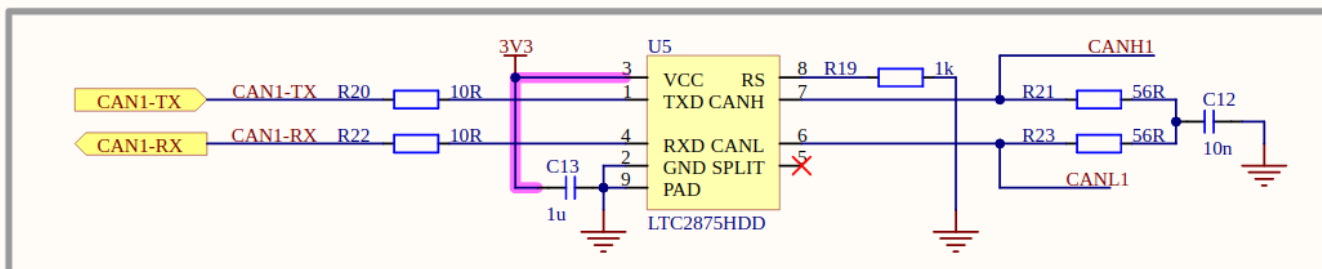 3V3
U5
CANH1
3
VCC
RS
8
R19
1k
CAN1-TX
CAN1-TX
R20
10R
1
TXD
CANH
7
R21
56R
C12
CAN1-RX
CAN1-RX
R22
10R
4
RXD
CANL
6
R23
56R
10n
C13
2
GND
SPLIT
5
9
PAD
CANL1
1u
LTC2875HDD